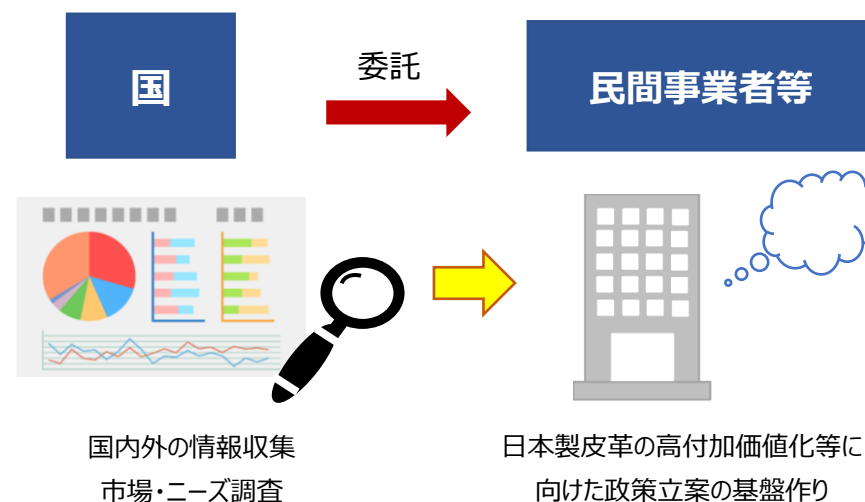 国
委託
民間事業者等
国内外の情報収集
市場・ニーズ調査
日本製皮革の高付加価値化等に
向けた政策立案の基盤作り